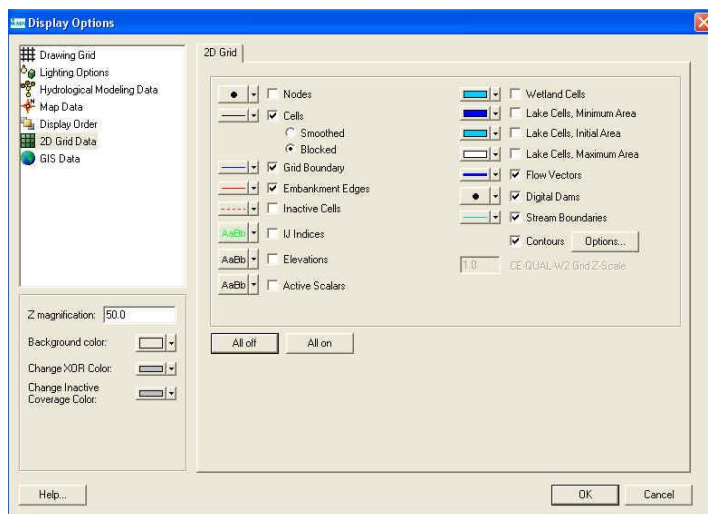 Display Options
Drawing Grid
Lighting Options
Hydrological Modeling Data
Map Data
Display Order
2D Grid Data
GIS Data
Z magnification: 50.0
Background color:
Change XOR Color:
Change Inactive
Coverage Color:
2D Grid
Nodes
Cells
Smoothed
Blocked
Grid Boundary
Embankment Edges
Inactive Cells
AaBb IJ Indices
AaBb Elevations
AaBb Active Scalars
Wetland Cells
Lake Cells, Minimum Area
Lake Cells, Initial Area
Lake Cells, Maximum Area
Flow Vectors
Digital Dams
Stream Boundaries
Contours Options...
1.0 CE-QUAL-W2 Grid Z-Scale
All off All on
Help... OK Cancel